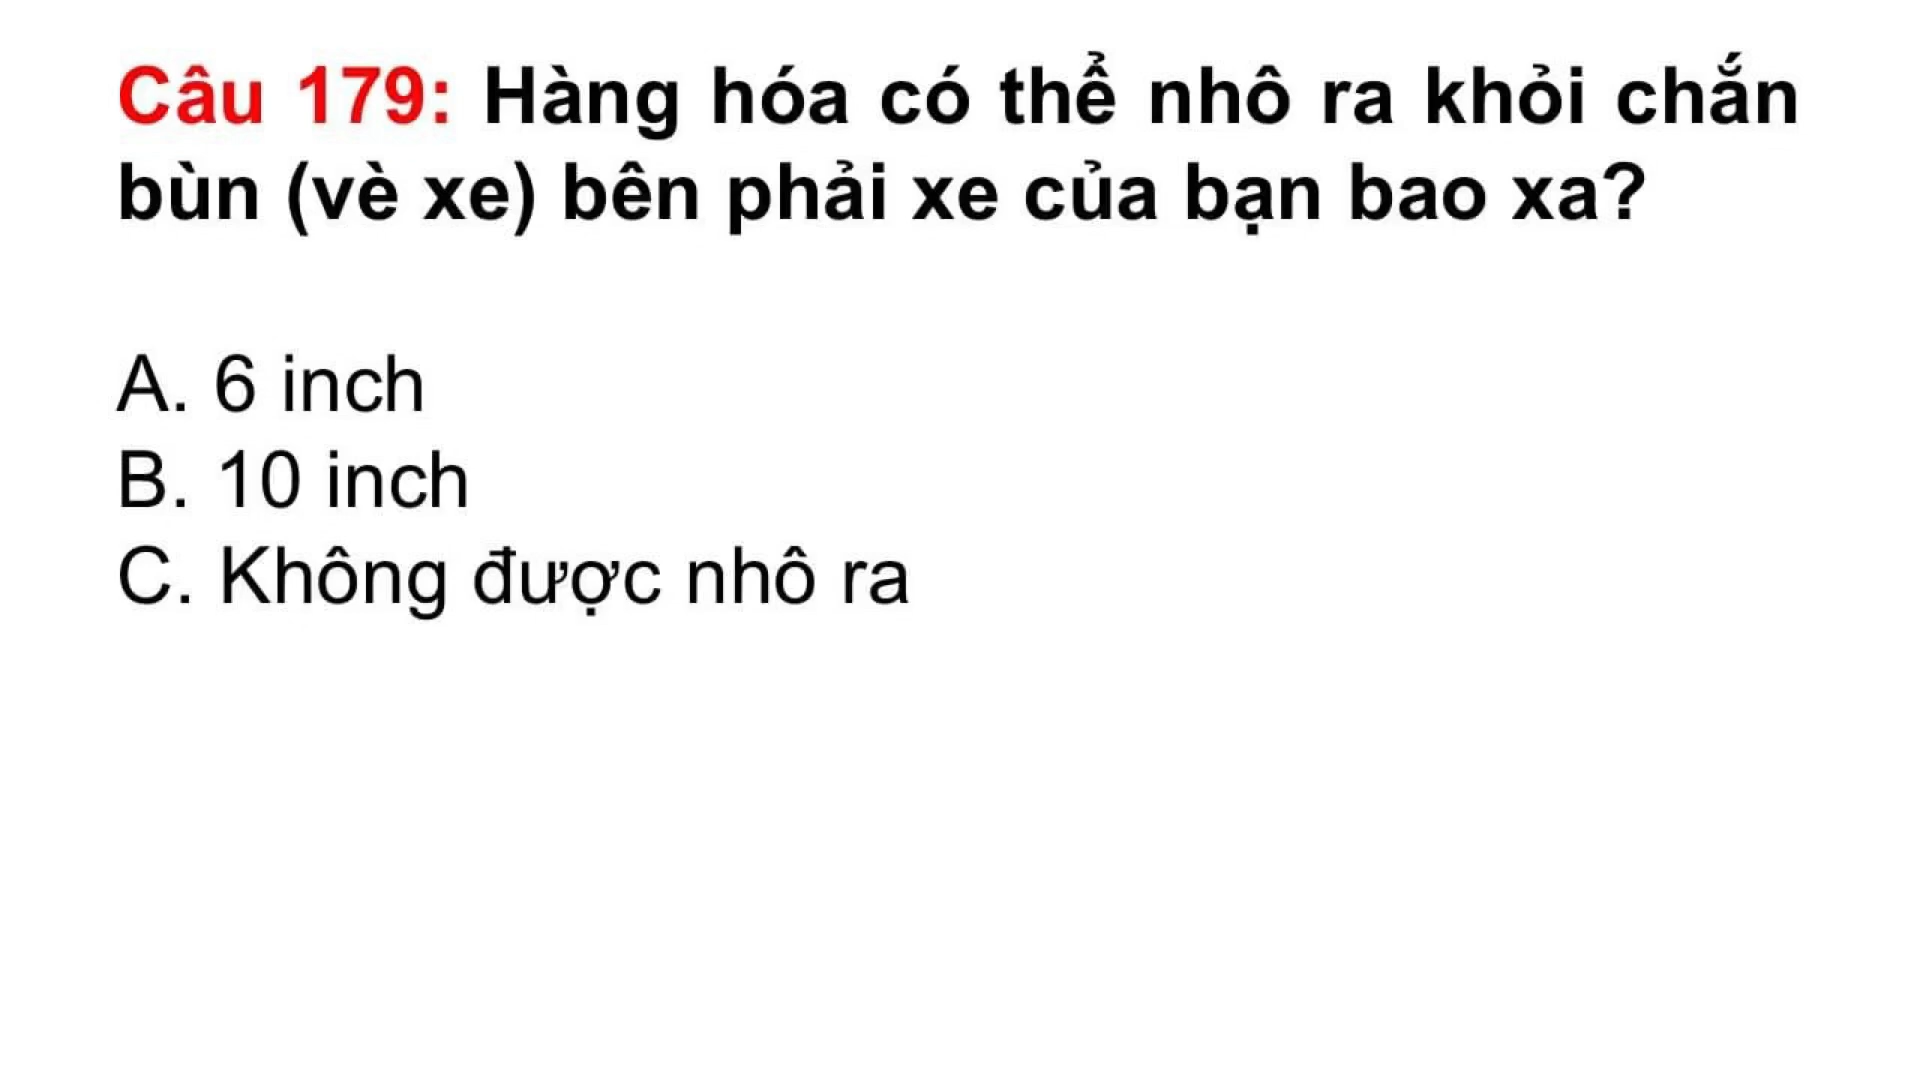 Câu 179: Hàng hóa có thể nhô ra khỏi chắn
bùn (vè xe) bên phải xe của bạn bao xa?
A. 6 inch
B. 10 inch
C. Không được nhô ra